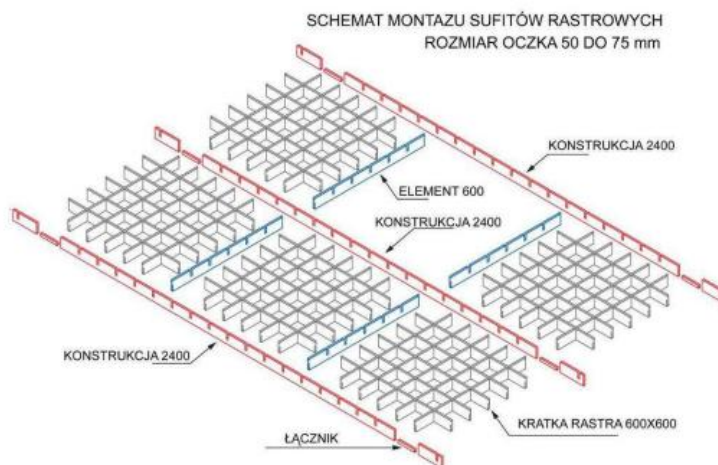 SCHEMAT MONTAZU SUFITÓW RASTROWYCH
ROZMIAR OCZKA 50 DO 75 mm
KONSTRUKCJA 2400
ELEMENT 600
KONSTRUKCJA 2400
KONSTRUKCJA 2400
KRATKA RASTRA 600X600
ŁĄCZNIK